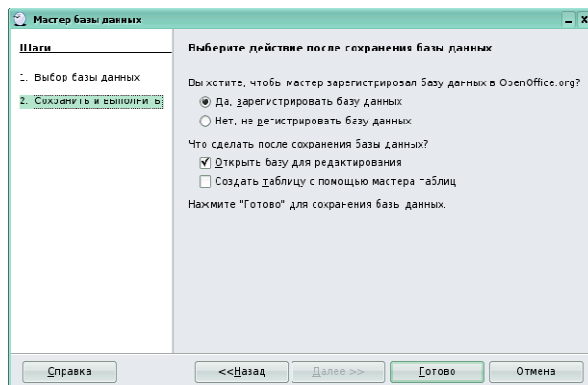 Мастер базы данных
Шаги
Выберите действие после сохранения базы данных
1. Выбор базы данных
2. Сохранить и выполнить
Вы хотите, чтобы мастер зарегистрировал базу данных в OpenOffice.org?
Да, зарегистрировать базу данных
Нет, не регистрировать базу данных
Что сделать после сохранения базы данных?
Открыть базу для редактирования
Создать таблицу с помощью мастера таблиц
Нажмите "Готово" для сохранения базы данных.
Справка
<<Назад
Далее >>
Готово
Отмена